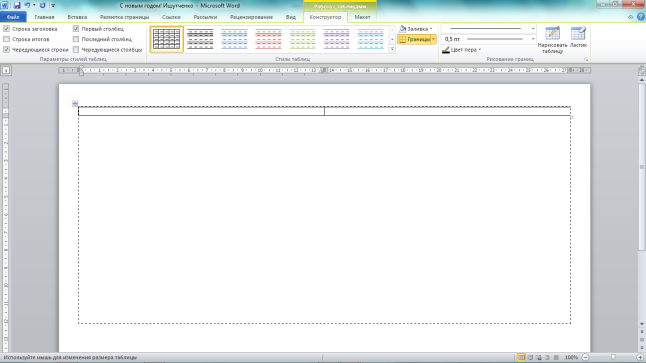 С новым годом! Ищутченко - Microsoft Word
Работа с таблицами
Файл Главная Вставка Разметка страницы Ссылки Рассылки Рецензирование Вид Конструктор Макет
Строка заголовка Первый столбец
Строка итогов Последний столбец
Чередующиеся строки Чередующиеся столбцы
Параметры стилей таблиц
Стили таблиц
Заливка
Границы
0,5 пт
Цвет пера
Нарисовать таблицу
Ластик
Рисование границ
Используйте мышь для изменения размера таблицы
100%